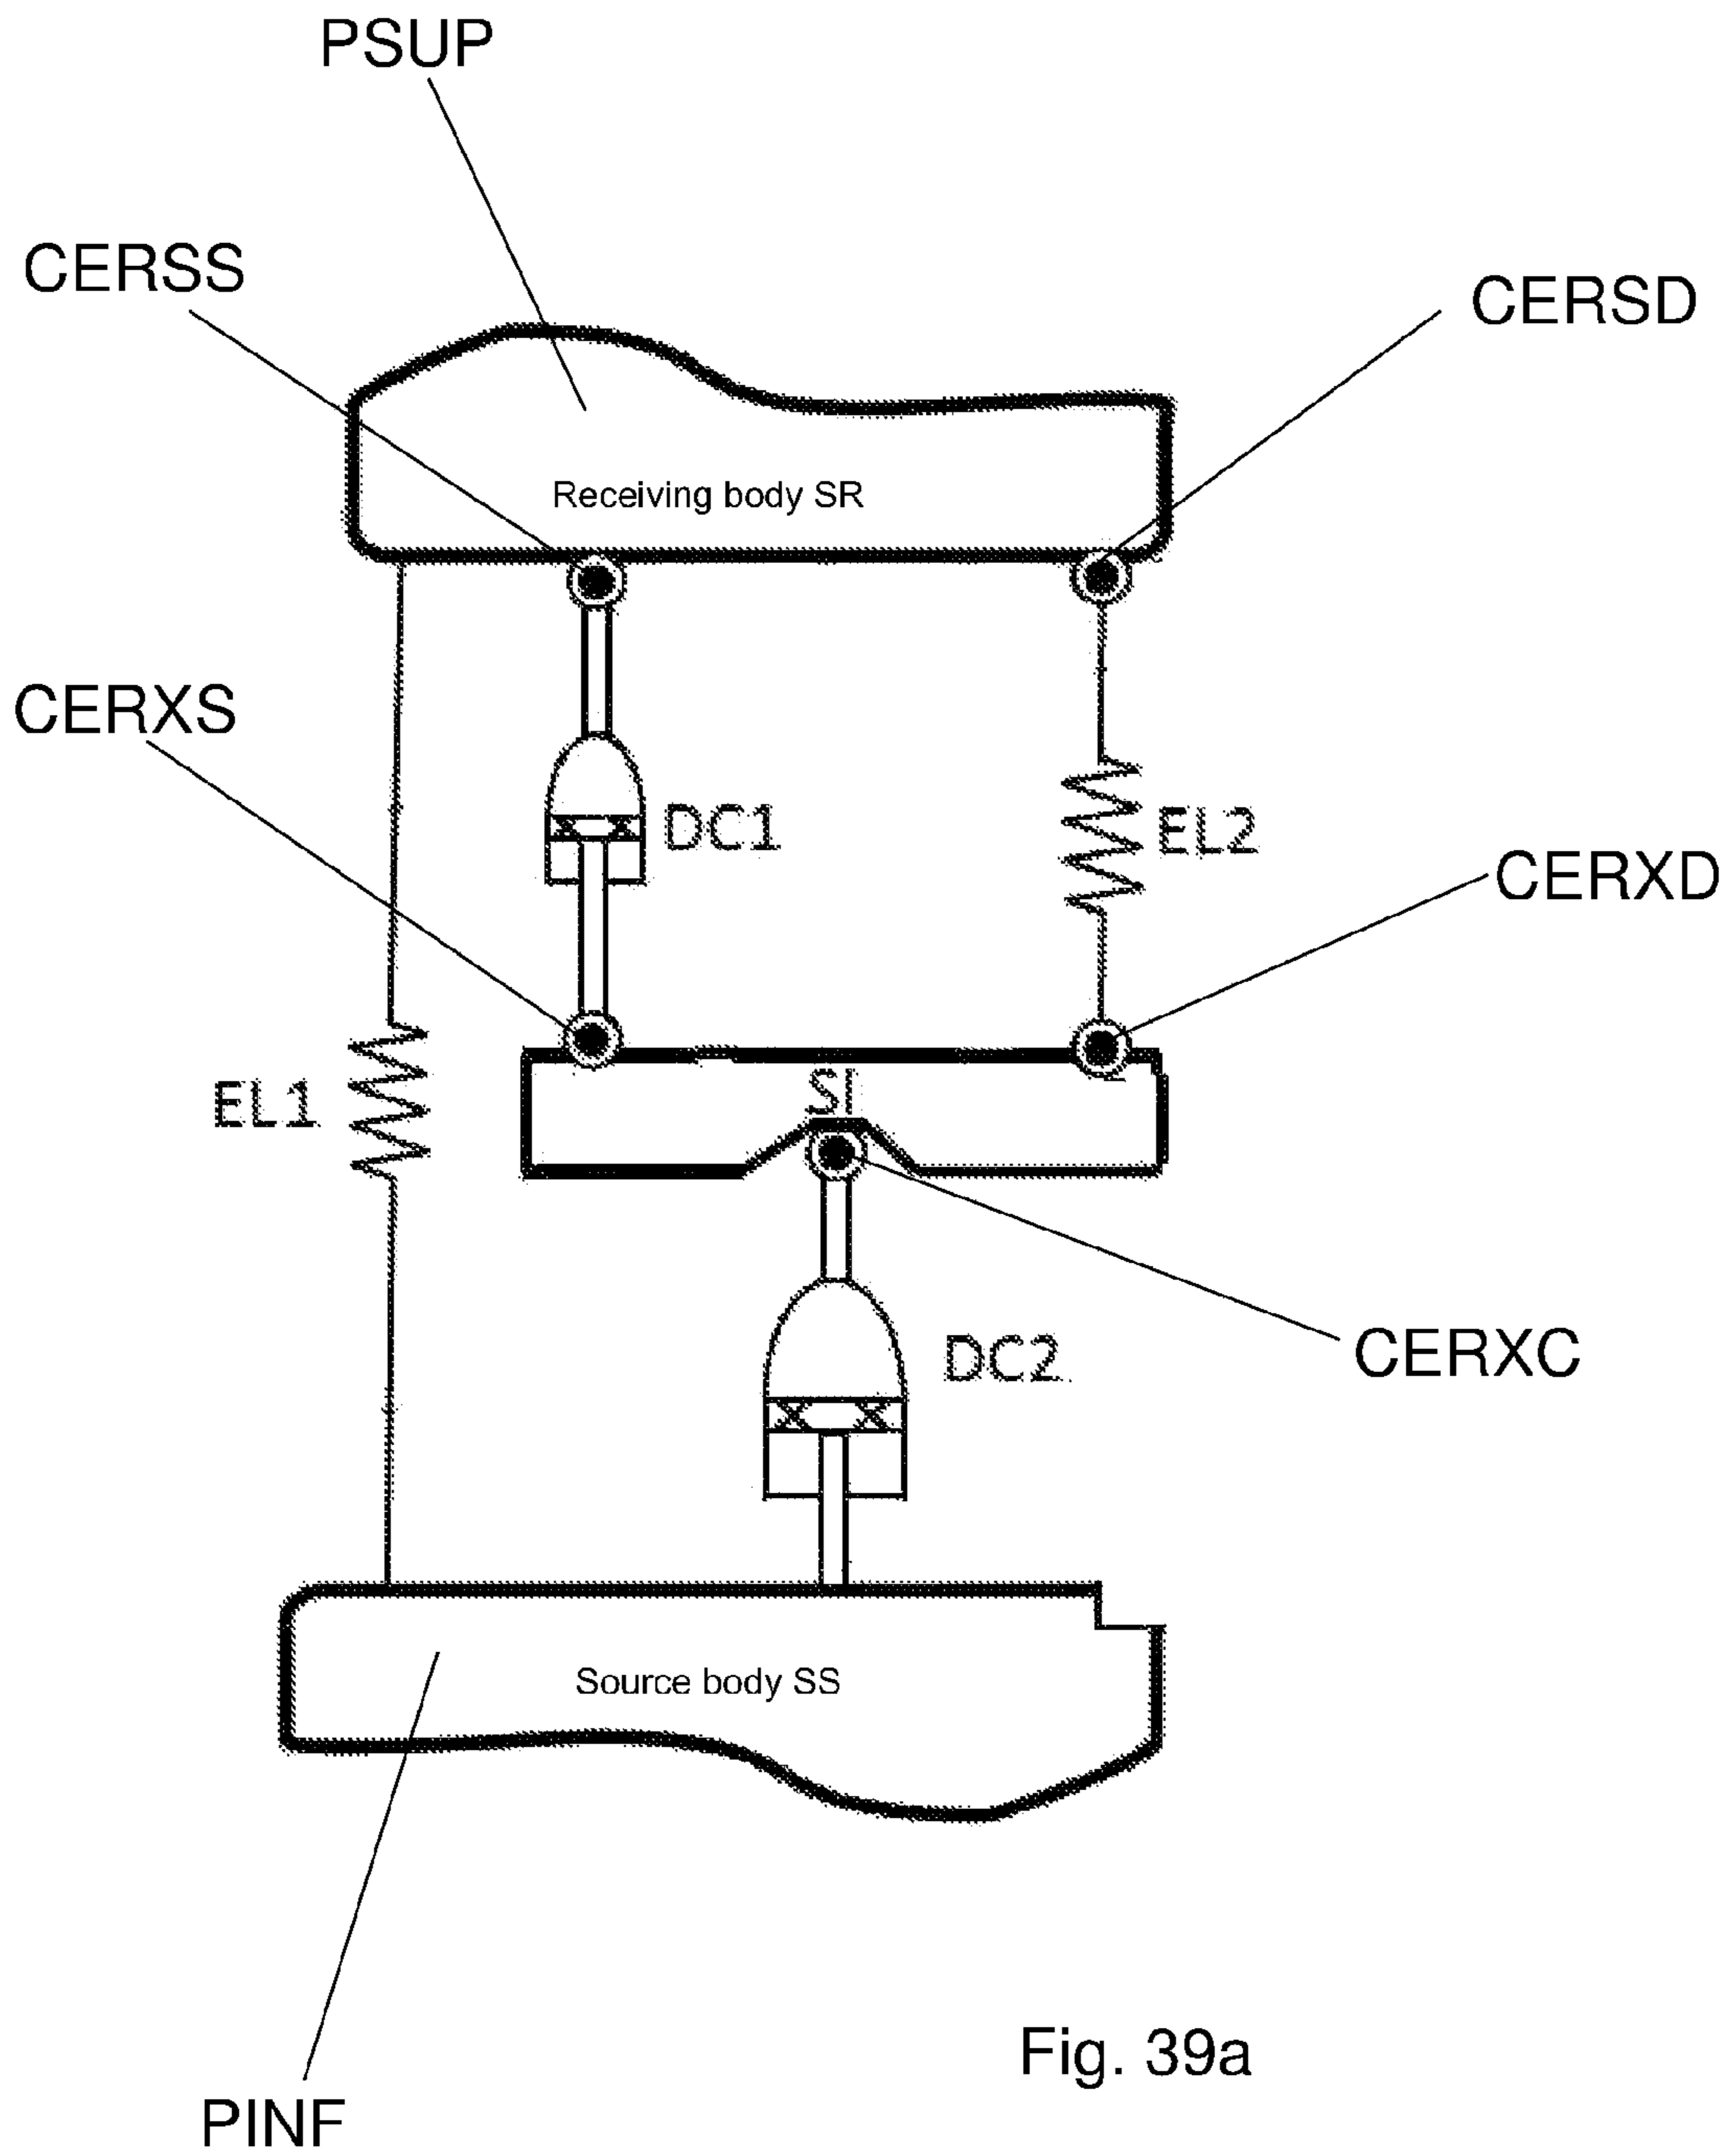 PSUP
CERSS
CERSD
Receiving body SR
CERXS
DC1
EL2
CERXD
SI
EL1
CERXC
DC2
Source body SS
Fig. 39a
PINF